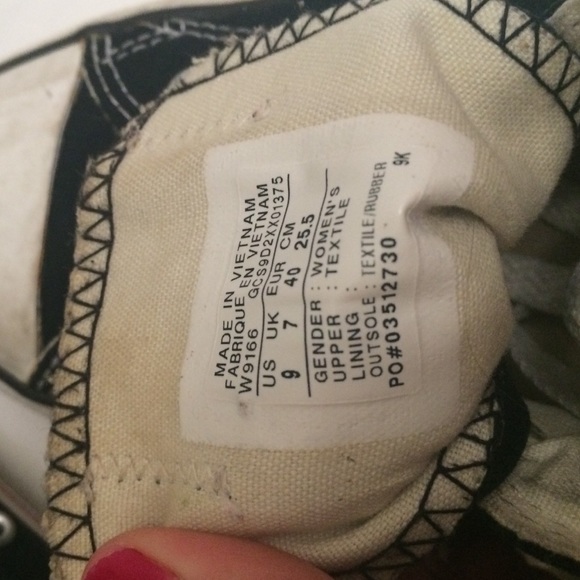 MADE IN VIETNAM
FABRIQUE EN VIETNAM
W9166 GCS9D2XX01375
US UK EUR CM
9 7 40 25.5
GENDER : WOMEN'S
UPPER : TEXTILE
LINING :
OUTSOLE : TEXTILE/RUBBER
PO#03512730 9K